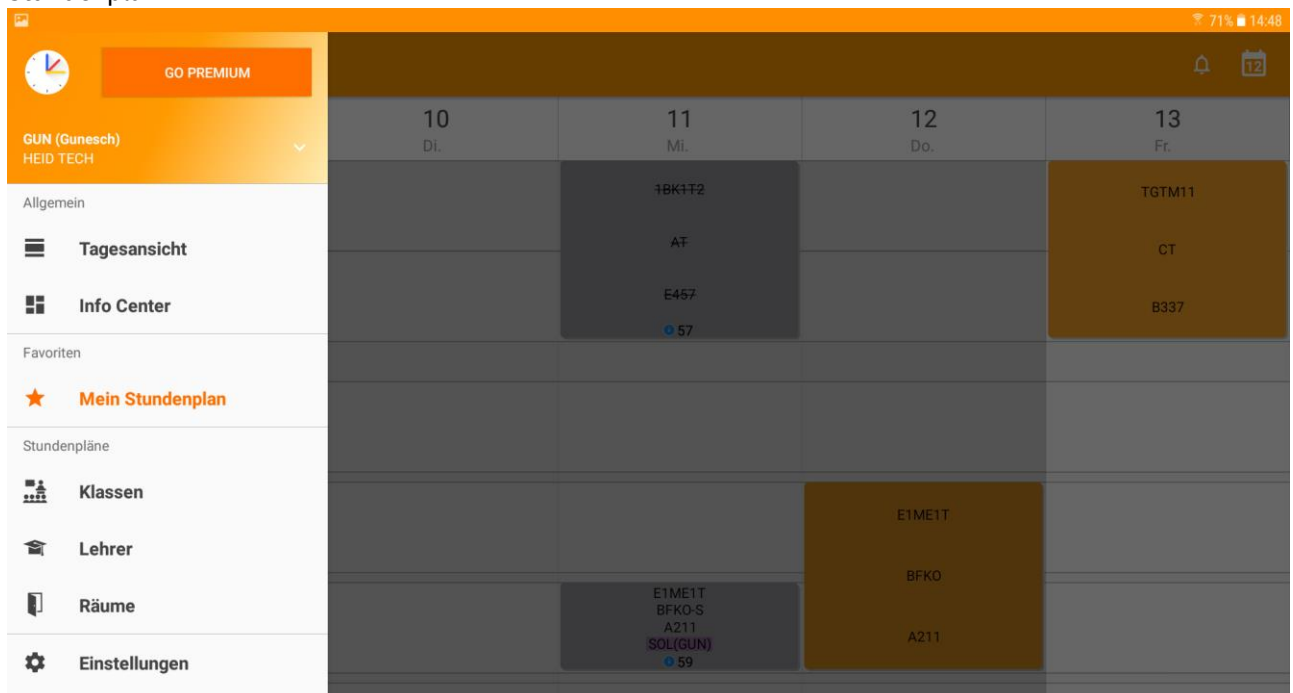 71% 14:48
GO PREMIUM
12
GUN (Gunesch)
HEID TECH
10
Di.
11
Mi.
12
Do.
13
Fr.
Allgemein
Tagesansicht
Info Center
Favoriten
Mein Stundenplan
Stundenpläne
Klassen
Lehrer
Räume
Einstellungen
1BK1T2
AT
E457
57
E1ME1T
BFKO-S
A211
SOL(GUN)
59
E1ME1T
BFKO
A211
TGTM11
CT
B337